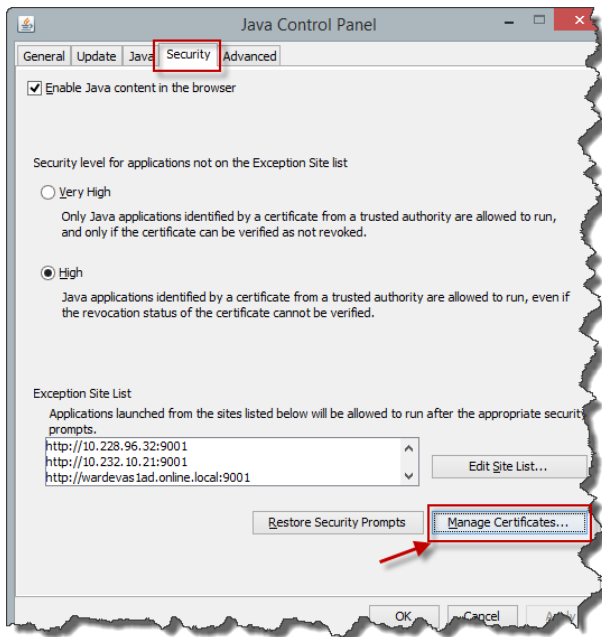 Java Control Panel
General Update Java Security Advanced
Enable Java content in the browser
Security level for applications not on the Exception Site list
Very High
Only Java applications identified by a certificate from a trusted authority are allowed to run,
and only if the certificate can be verified as not revoked.
High
Java applications identified by a certificate from a trusted authority are allowed to run, even if
the revocation status of the certificate cannot be verified.
Exception Site List
Applications launched from the sites listed below will be allowed to run after the appropriate security
prompts.
http://10.228.96.32:9001
http://10.232.10.21:9001
http://wardevas1ad.online.local:9001
Edit Site List...
Restore Security Prompts Manage Certificates...
OK Cancel Apply